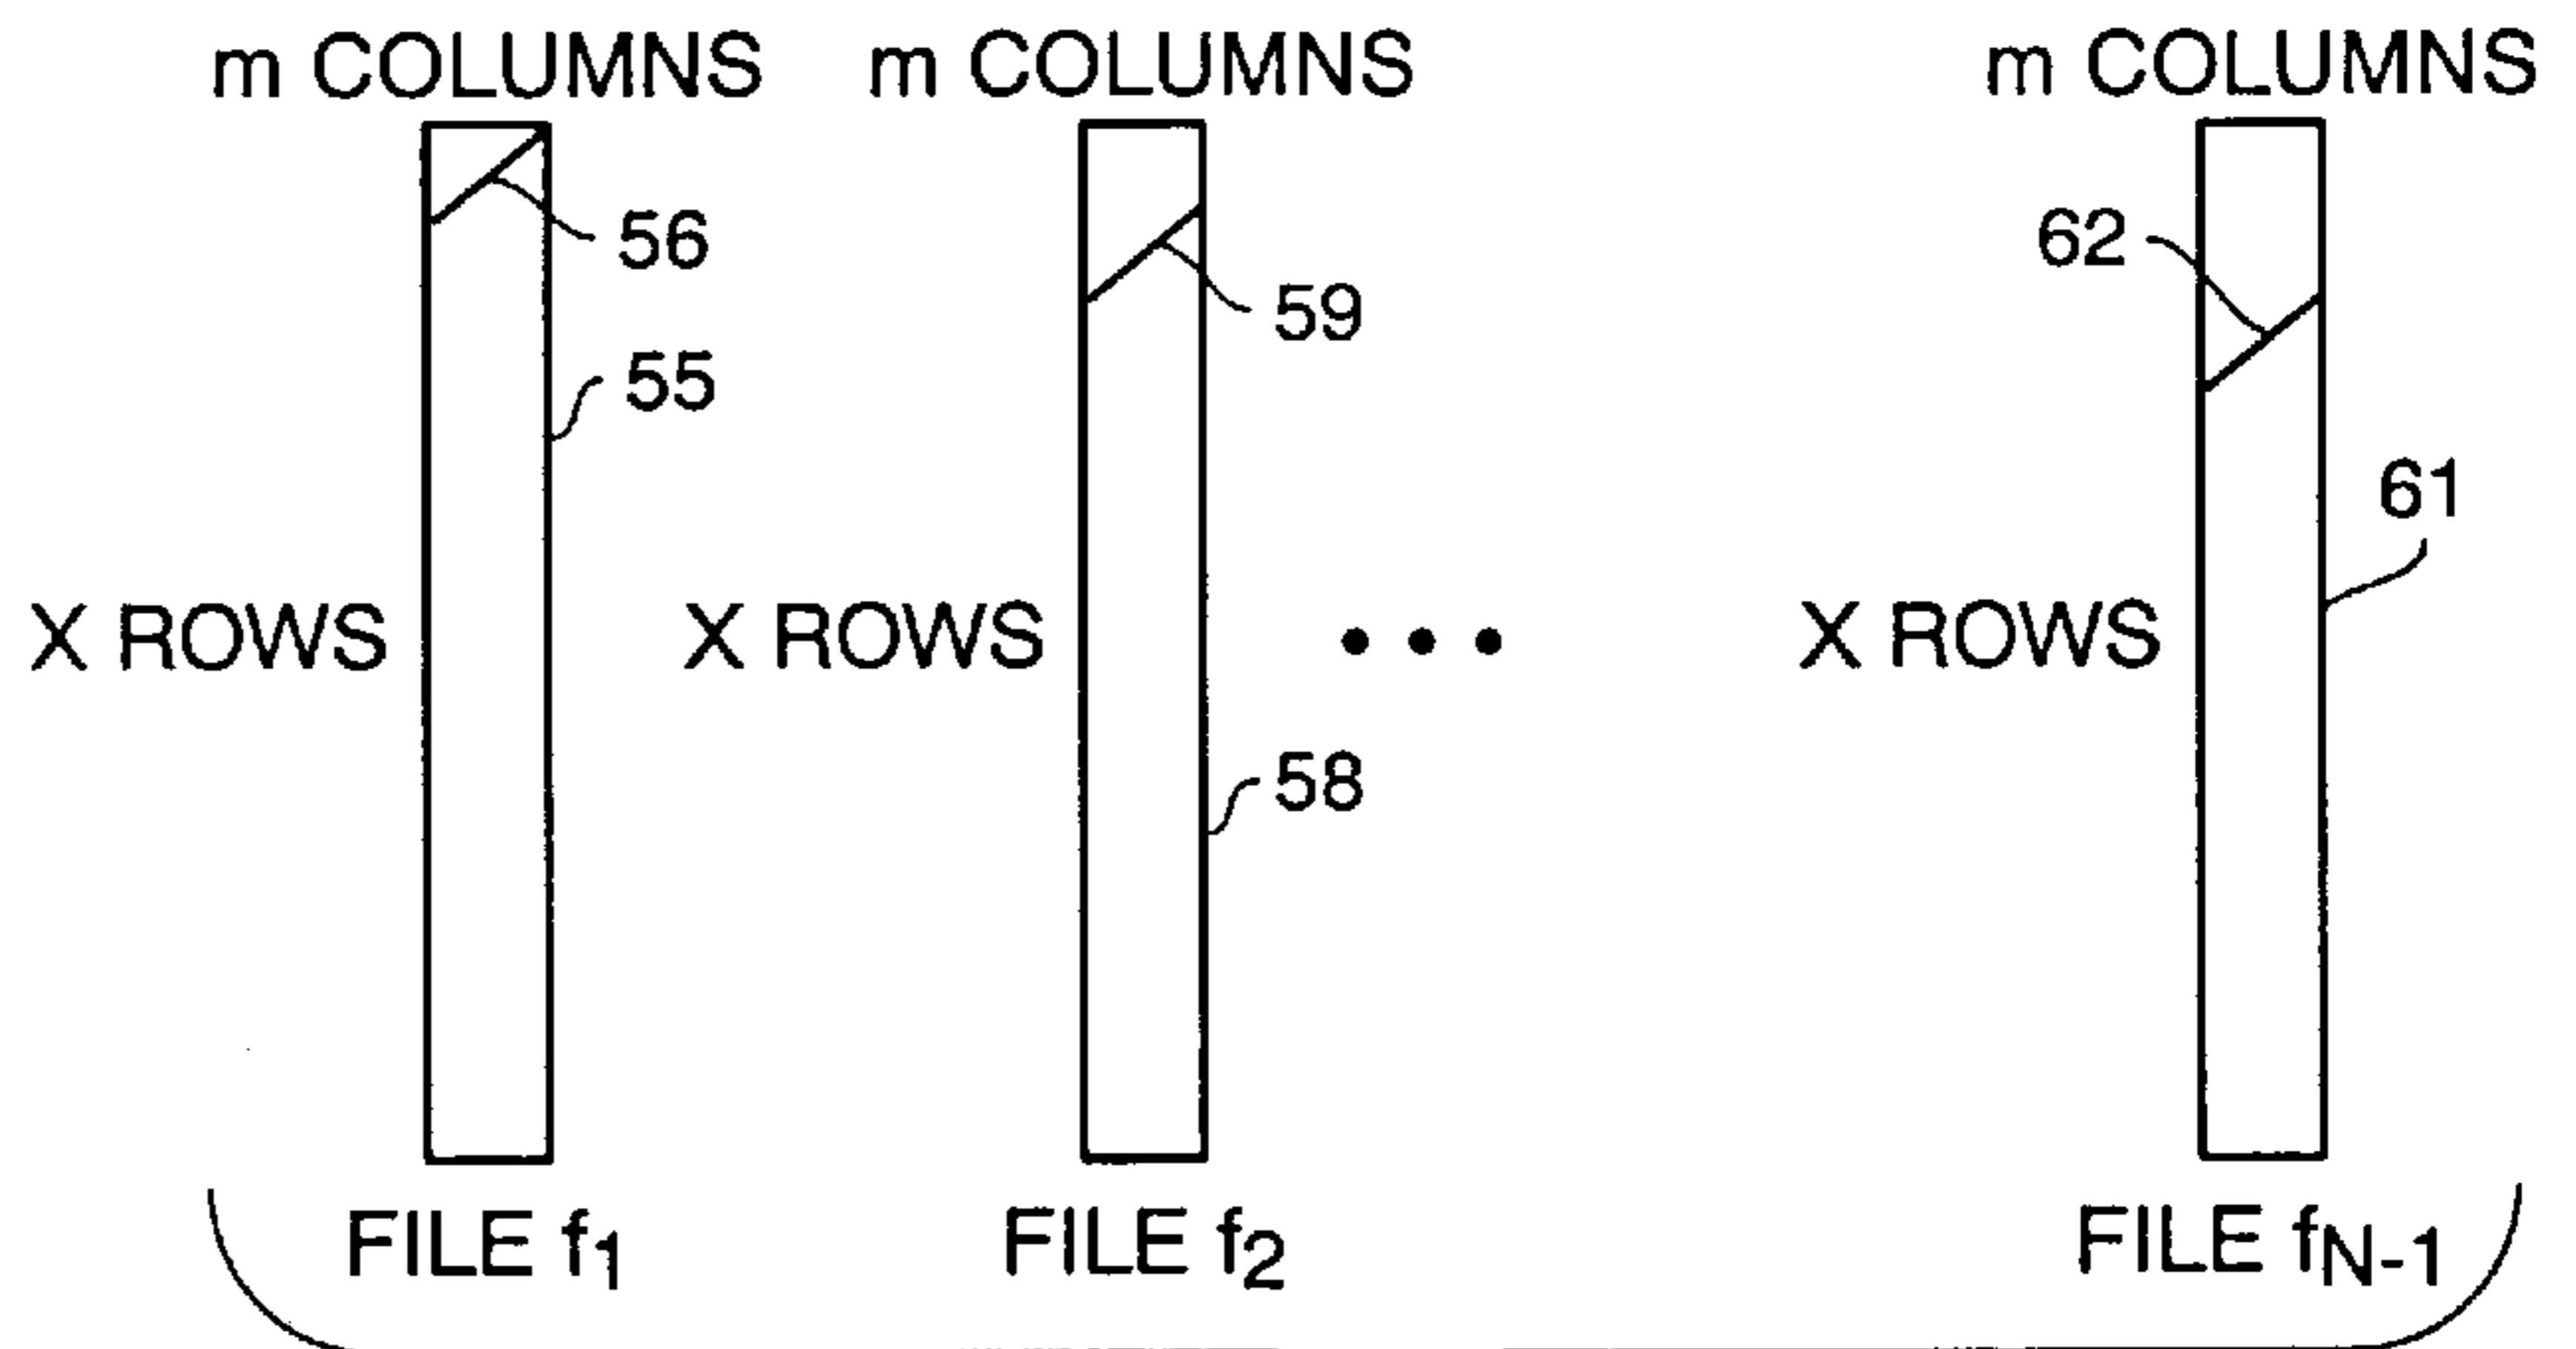 m COLUMNS m COLUMNS m COLUMNS
56
59
62
55
61
X ROWS X ROWS X ROWS
58
FILE f1 FILE f2 FILE fN-1